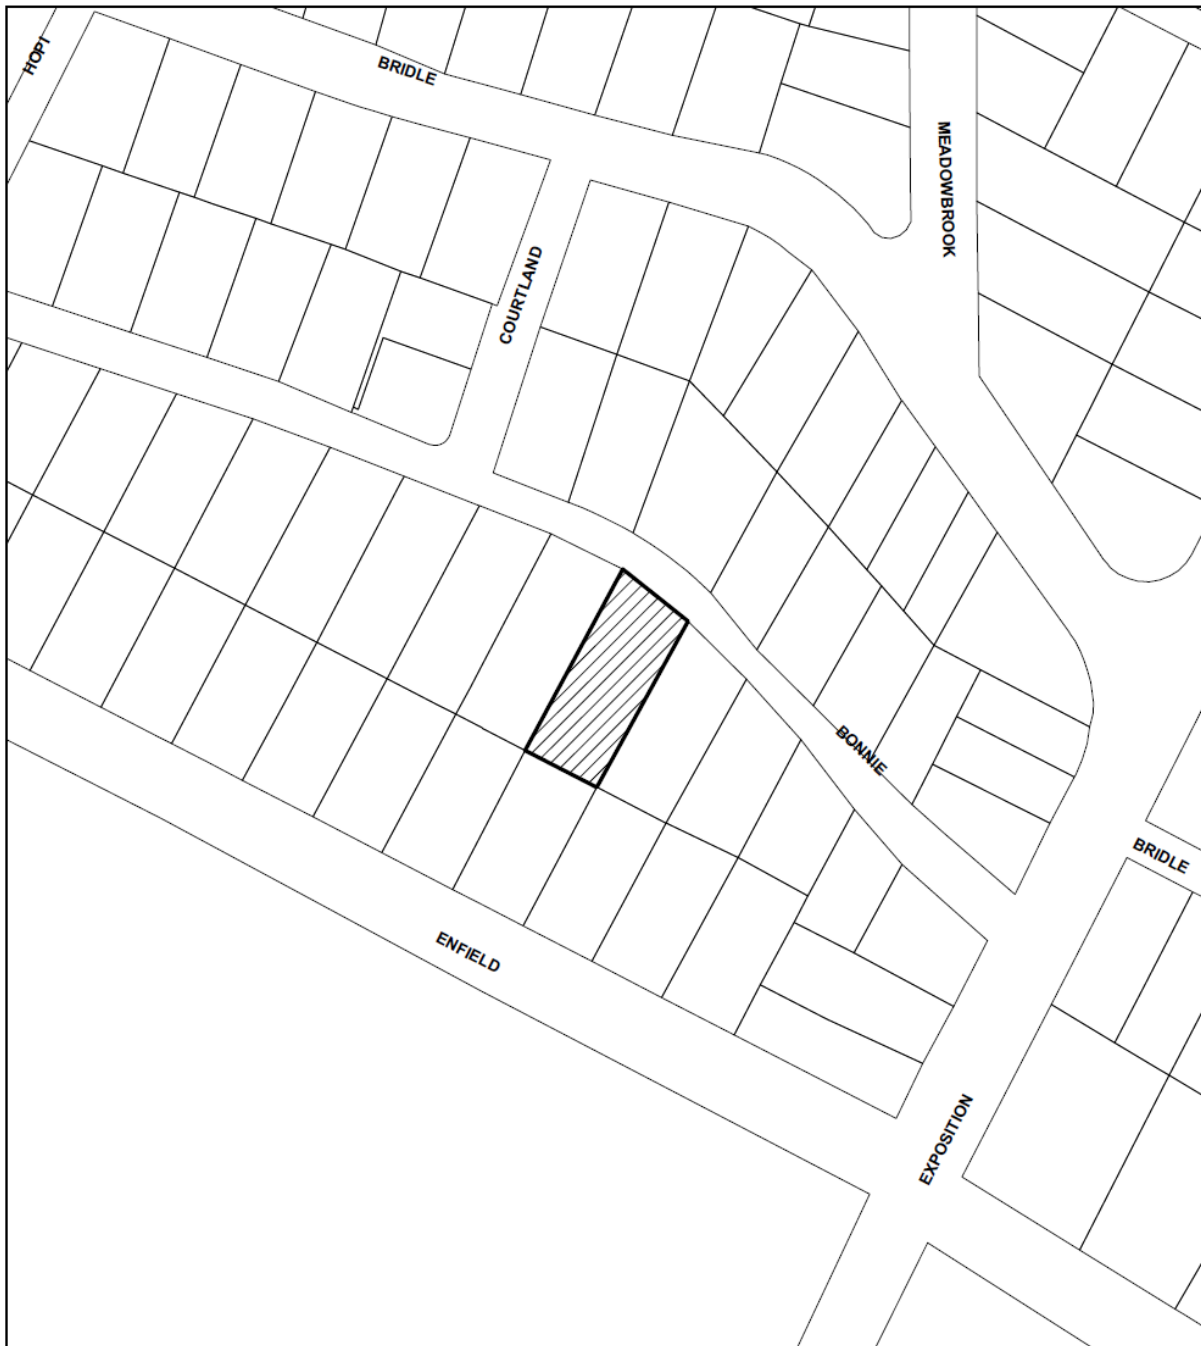 HOPI
BRIDLE
MEADOWBROOK
COURTLAND
BONNIE
BRIDLE
ENFIELD
EXPOSITION